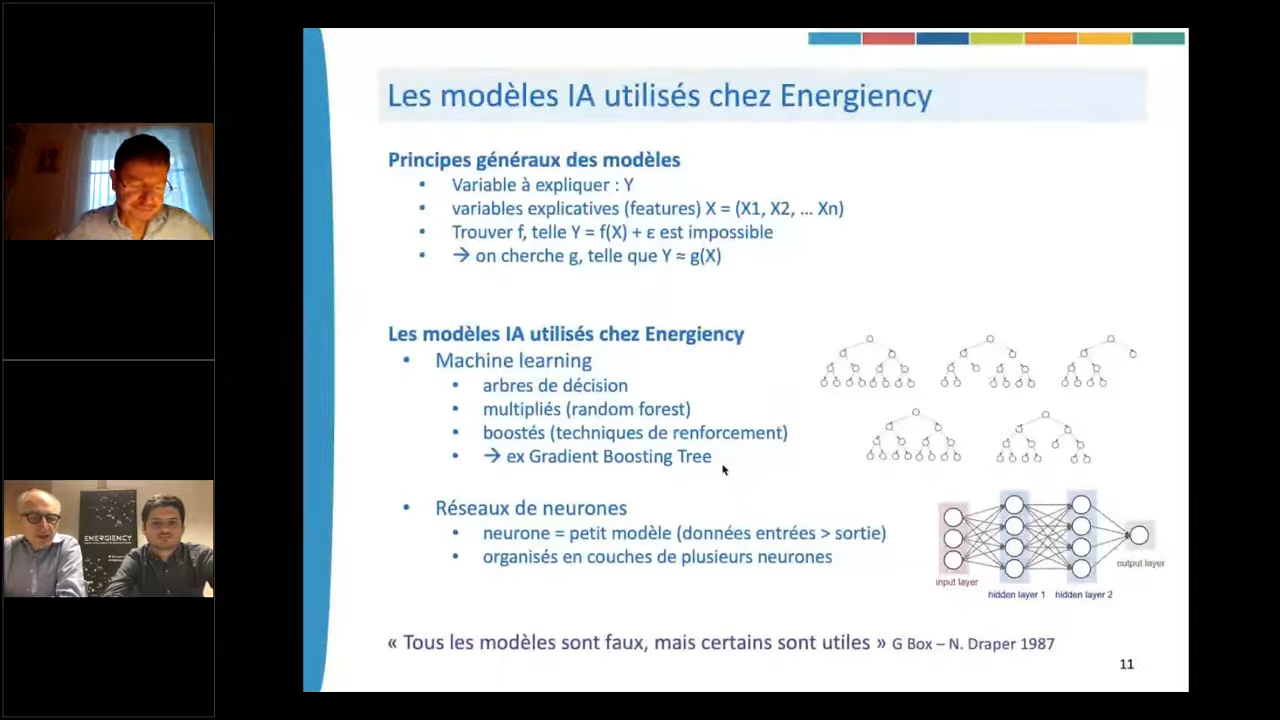 Les modèles IA utilisés chez Energiency
Principes généraux des modèles
• Variable à expliquer : Y
• variables explicatives (features) X = (X1, X2, ... Xn)
• Trouver f, telle Y = f(X) + ε est impossible
• → on cherche g, telle que Y ≈ g(X)
Les modèles IA utilisés chez Energiency
• Machine learning
• arbres de décision
• multipliés (random forest)
• boostés (techniques de renforcement)
• → ex Gradient Boosting Tree
• Réseaux de neurones
• neurone = petit modèle (données entrées > sortie)
• organisés en couches de plusieurs neurones
input layer
hidden layer 1
hidden layer 2
output layer
« Tous les modèles sont faux, mais certains sont utiles » G Box – N. Draper 1987
11
ENERGIENCY